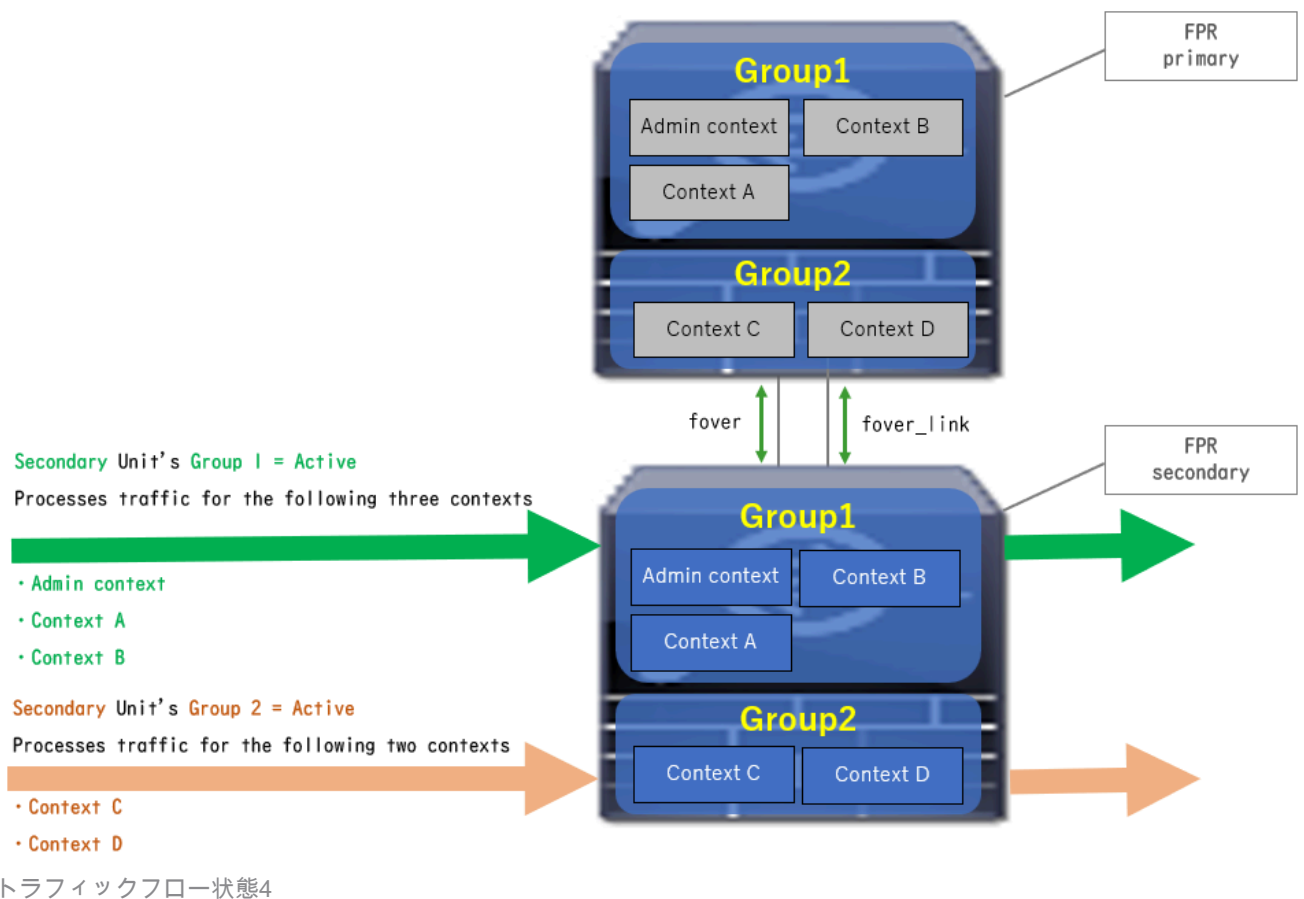 FPR
primary
Group1
Admin context
Context B
Context A
Group2
Context C
Context D
fover
fover_link
FPR
secondary
Secondary Unit's Group 1 = Active
Processes traffic for the following three contexts
・Admin context
・Context A
・Context B
Group1
Admin context
Context B
Context A
Secondary Unit's Group 2 = Active
Processes traffic for the following two contexts
・Context C
・Context D
Group2
Context C
Context D
トラフィックフロー状態4